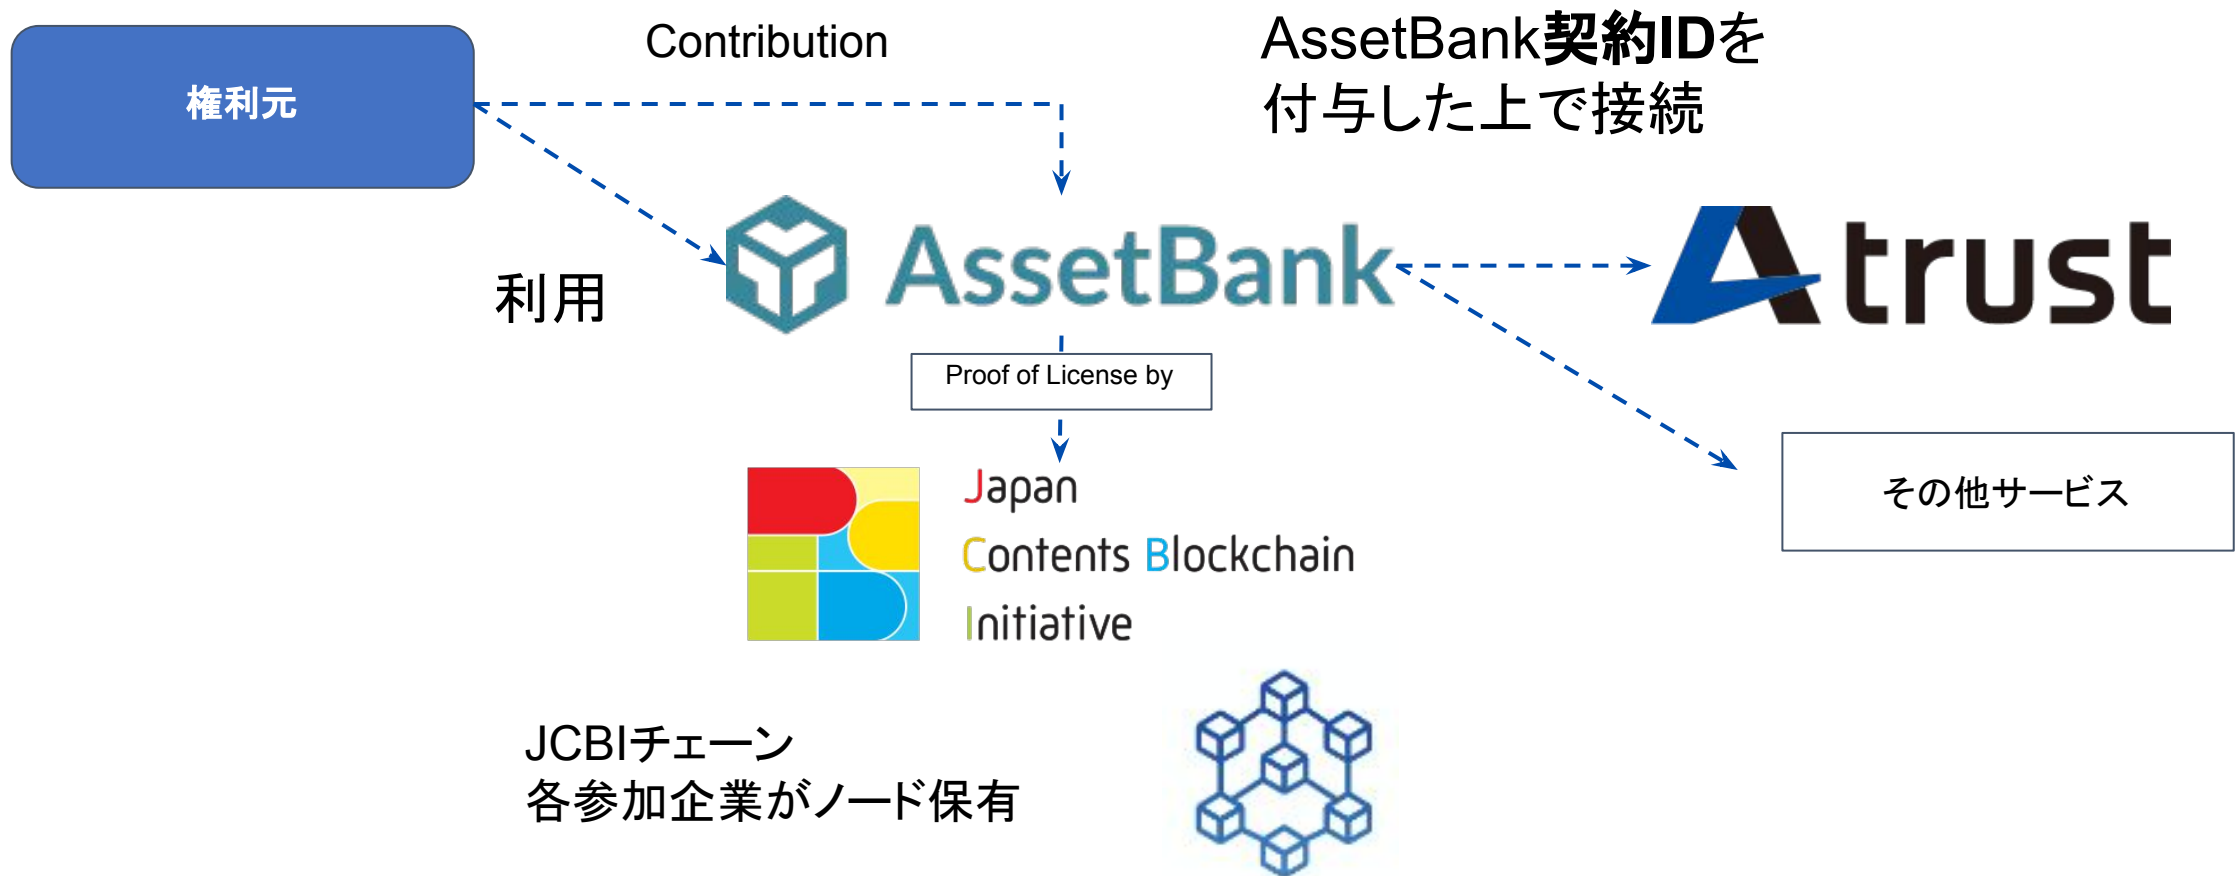 Contribution
AssetBank契約IDを
付与した上で接続
権利元
利用
AssetBank
Atrust
Proof of License by
Japan
Contents Blockchain
Initiative
その他サービス
JCBIチェーン
各参加企業がノード保有